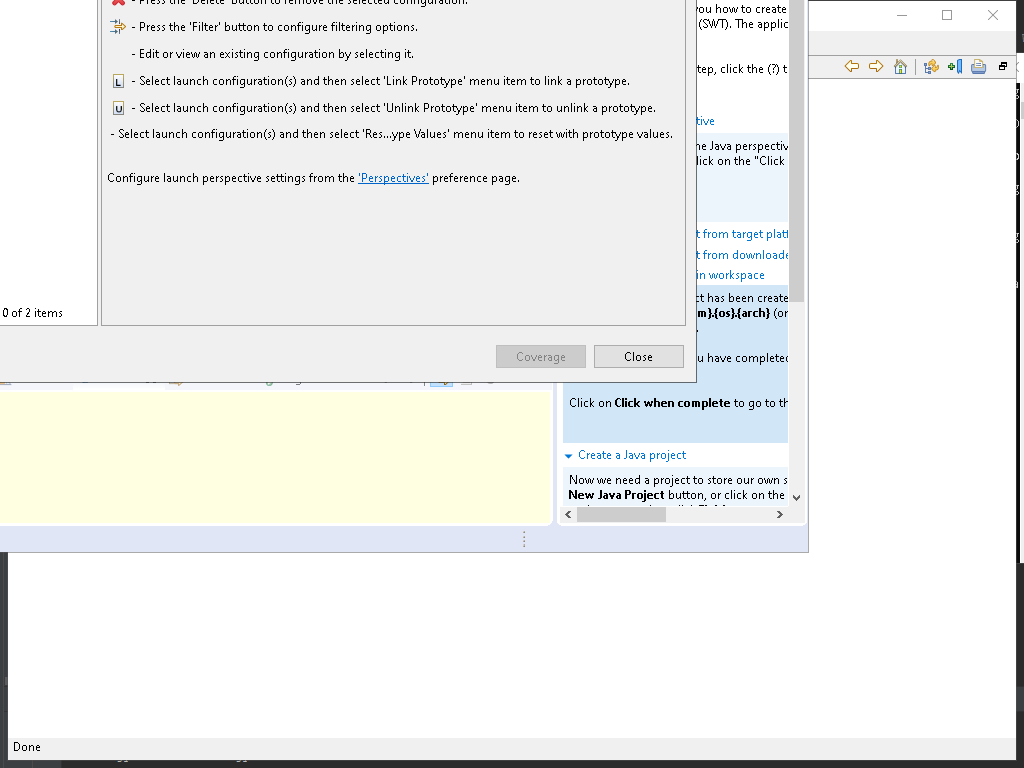 - Press the 'Delete' button to remove the selected configuration.
- Press the 'Filter' button to configure filtering options.
- Edit or view an existing configuration by selecting it.
L - Select launch configuration(s) and then select 'Link Prototype' menu item to link a prototype.
U - Select launch configuration(s) and then select 'Unlink Prototype' menu item to unlink a prototype.
- Select launch configuration(s) and then select 'Res...ype Values' menu item to reset with prototype values.
Configure launch perspective settings from the 'Perspectives' preference page.
0 of 2 items
Coverage
Close
you how to create
(SWT). The applic
tep, click the (?) t
tive
he Java perspectiv
lick on the "Click
t from target platf
t from downloade
in workspace
ct has been create
m}.{os}.{arch} (or
u have completed
Click on Click when complete to go to th
Create a Java project
Now we need a project to store our own s
New Java Project button, or click on the
Done